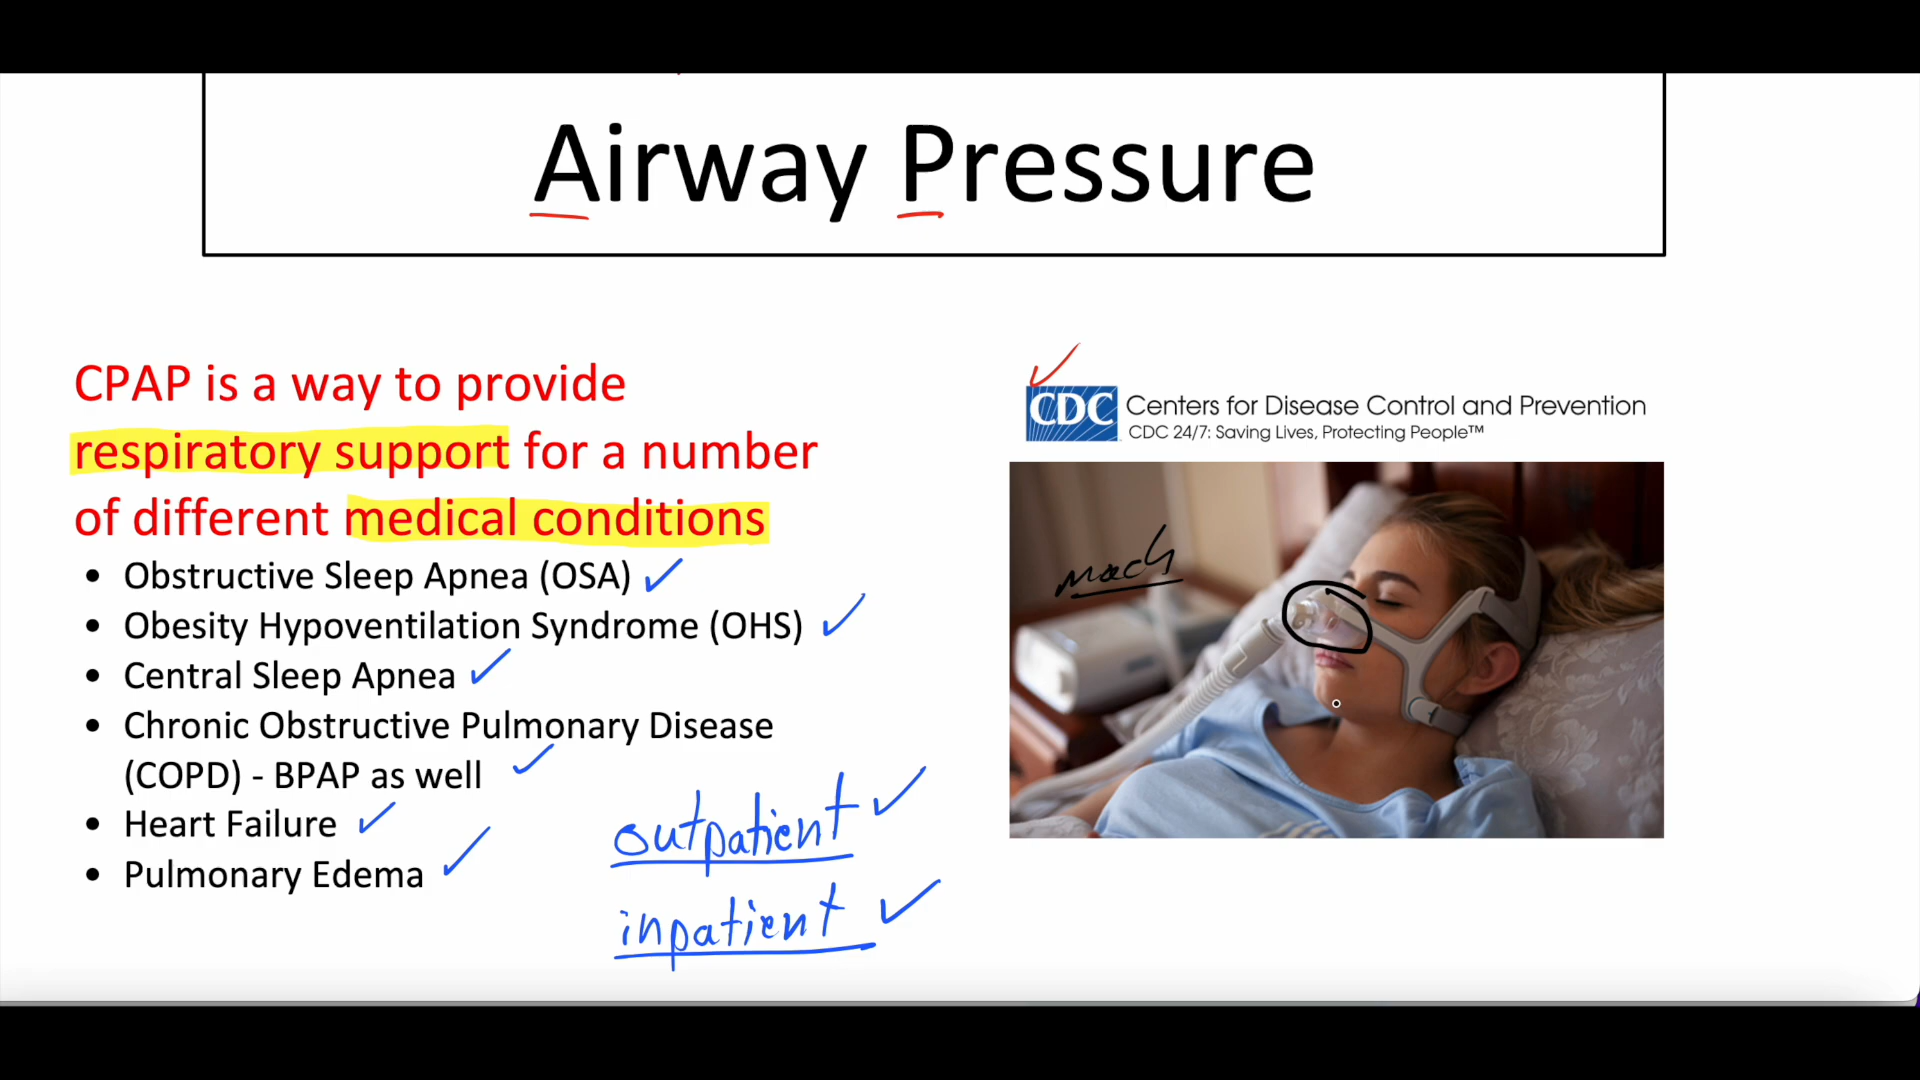 Airway Pressure
CPAP is a way to provide
respiratory support for a number
of different medical conditions
• Obstructive Sleep Apnea (OSA)
• Obesity Hypoventilation Syndrome (OHS)
• Central Sleep Apnea
• Chronic Obstructive Pulmonary Disease
(COPD) - BPAP as well
• Heart Failure
• Pulmonary Edema
outpatient
inpatient
CDC Centers for Disease Control and Prevention
CDC 24/7: Saving Lives, Protecting People™